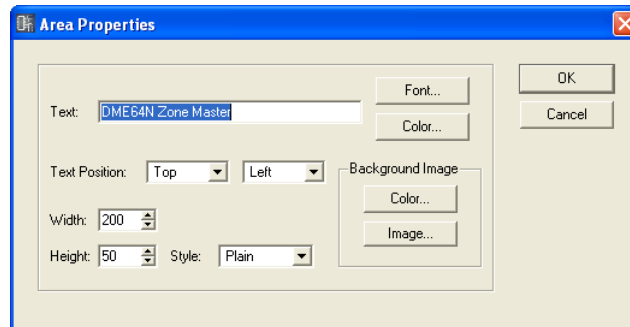 Area Properties
Font...
OK
Text: DME64N Zone Master
Color...
Cancel
Text Position: Top Left
Background Image
Color...
Width: 200
Image...
Height: 50 Style: Plain